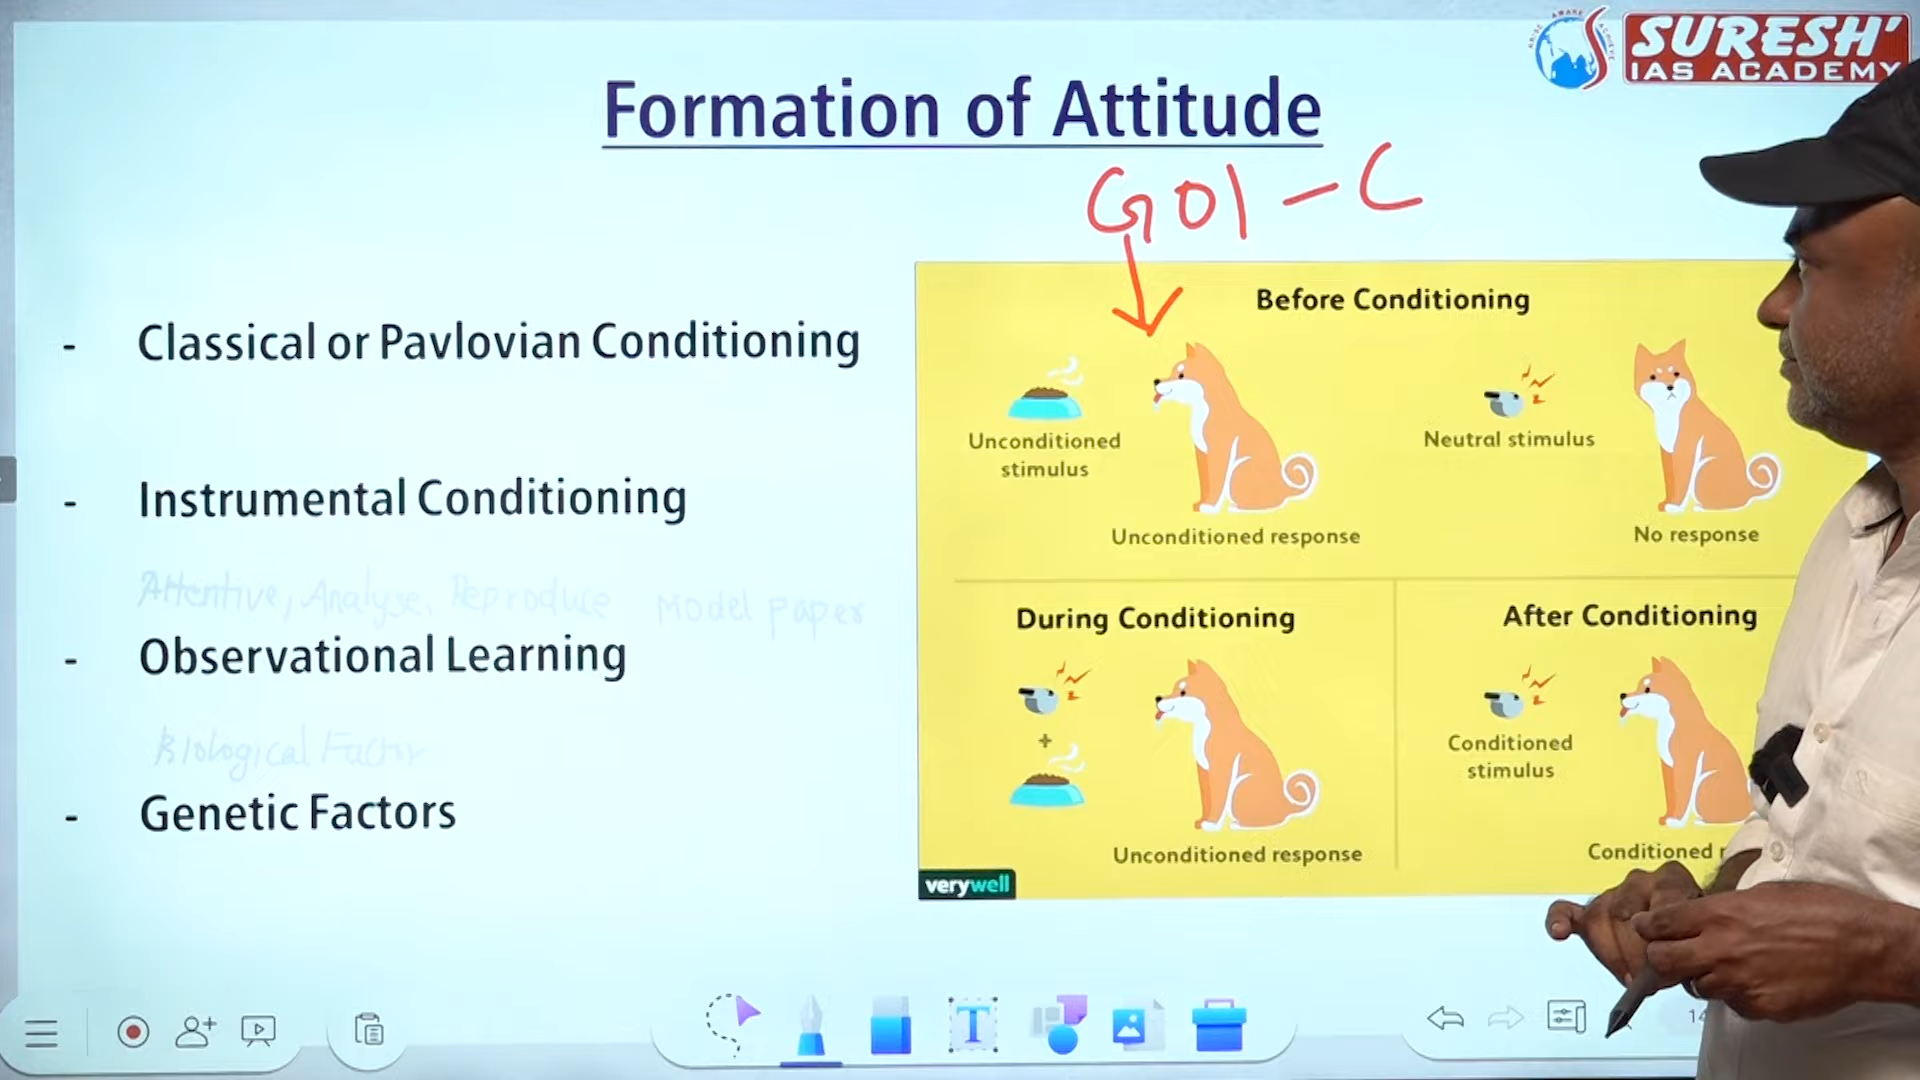 SURESH'
IAS ACADEMY
Formation of Attitude
GOI - C
- Classical or Pavlovian Conditioning
- Instrumental Conditioning
Attentive, Analyse, Reproduce Model paper
- Observational Learning
Biological Factor
- Genetic Factors
Before Conditioning
Unconditioned
stimulus
Unconditioned response
Neutral stimulus
No response
During Conditioning
Unconditioned response
After Conditioning
Conditioned
stimulus
Conditioned
verywell
T